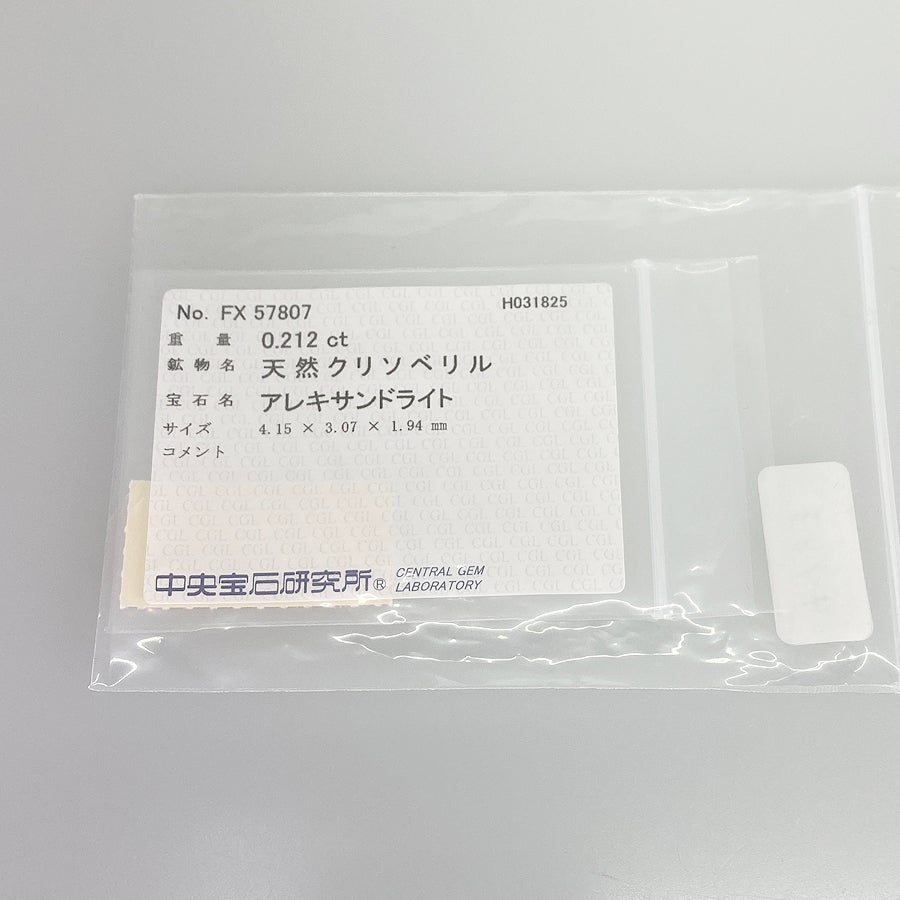 No. FX 57807 H031825
重量 0.212 ct
鉱物名 天然クリソベリル
宝石名 アレキサンドライト
サイズ 4.15 × 3.07 × 1.94 mm
コメント
中央宝石研究所® CENTRAL GEM
LABORATORY